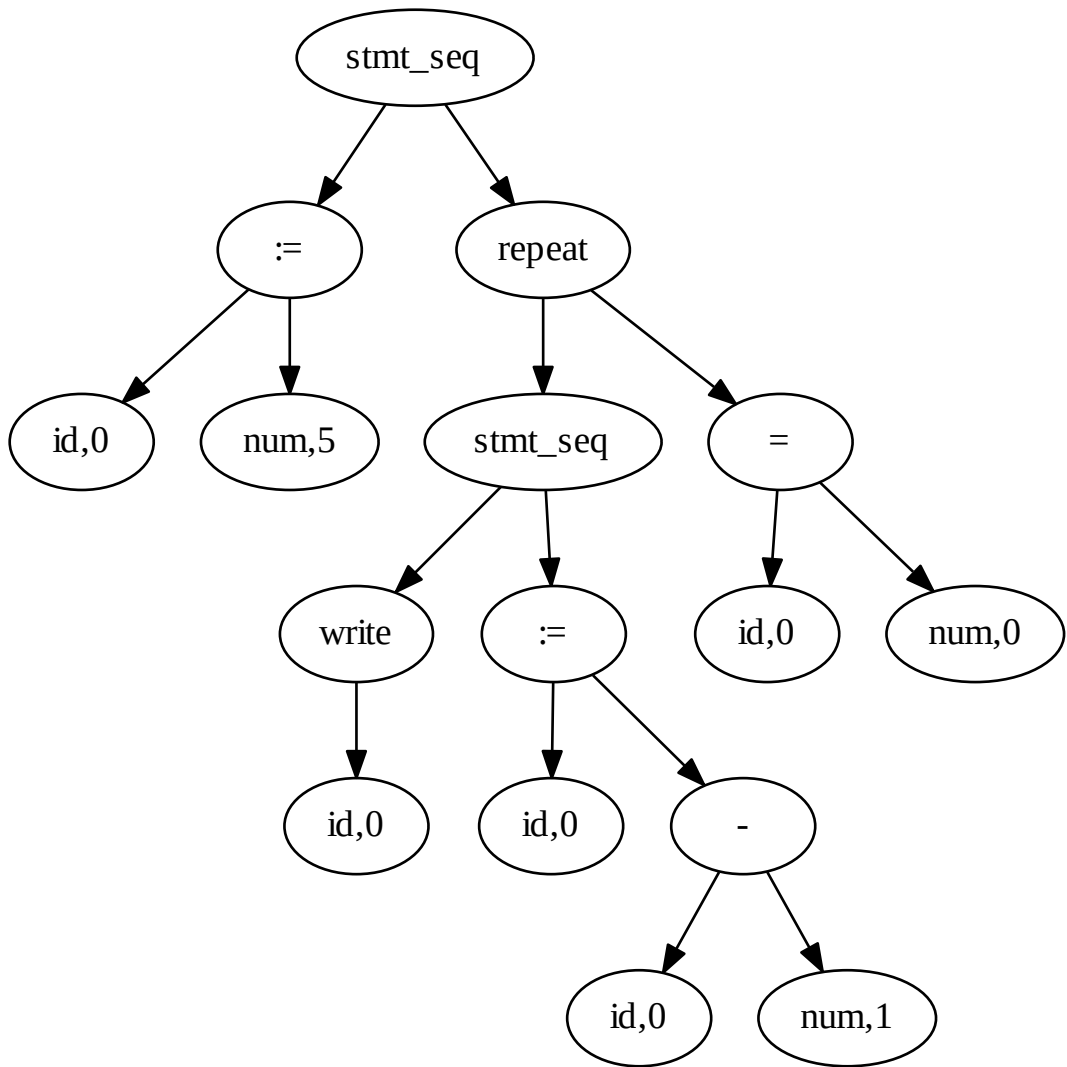 stmt_seq
:=
repeat
id,0
num,5
stmt_seq
=
write
:=
id,0
num,0
id,0
id,0
-
id,0
num,1